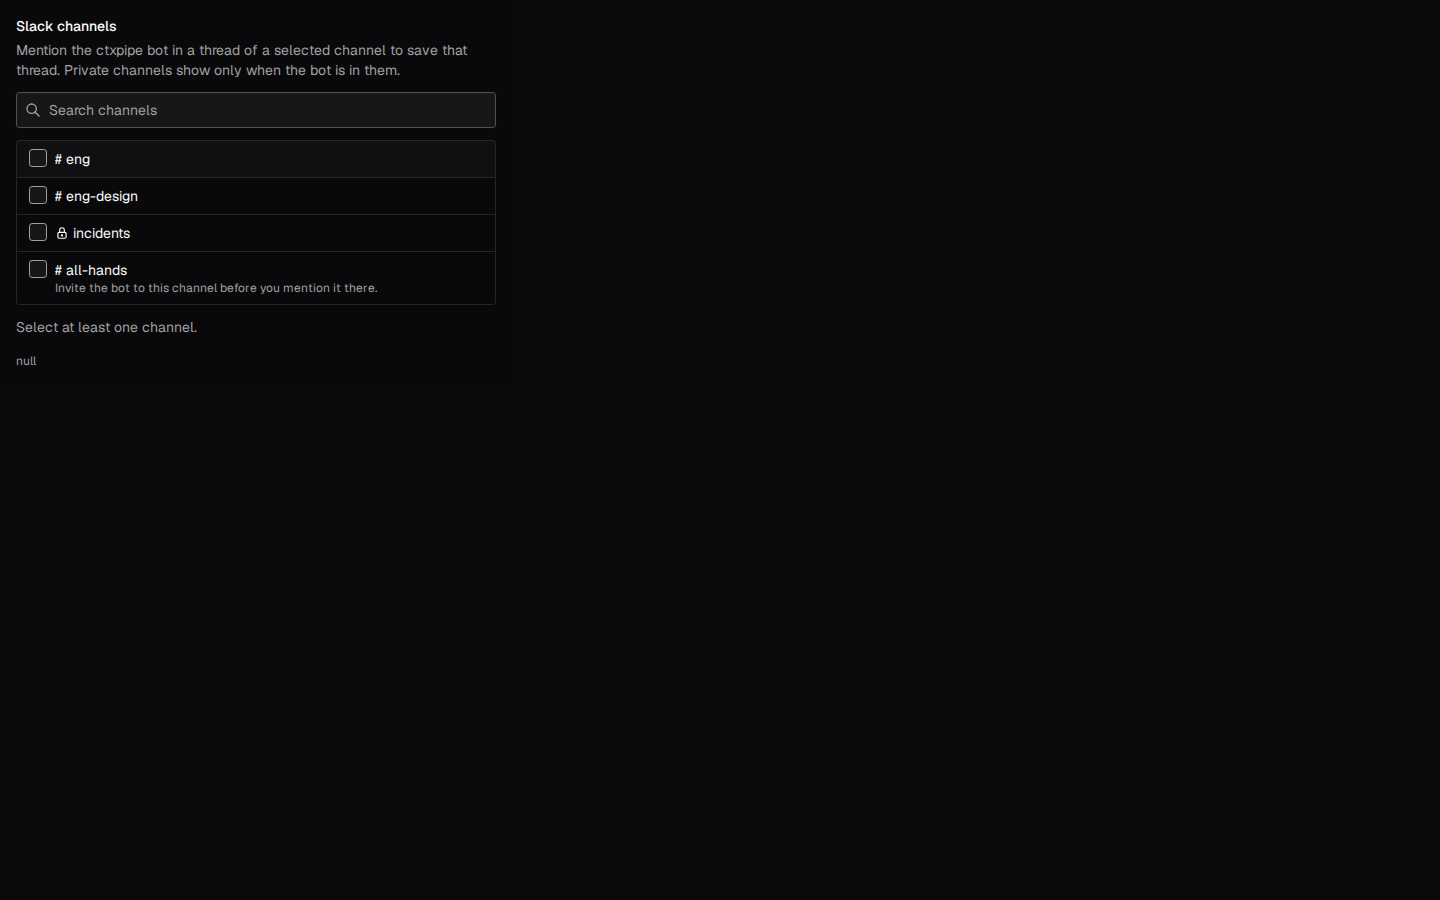 Slack channels
Mention the ctxpipe bot in a thread of a selected channel to save that
thread. Private channels show only when the bot is in them.
Search channels
# eng
# eng-design
incidents
# all-hands
Invite the bot to this channel before you mention it there.
Select at least one channel.
null